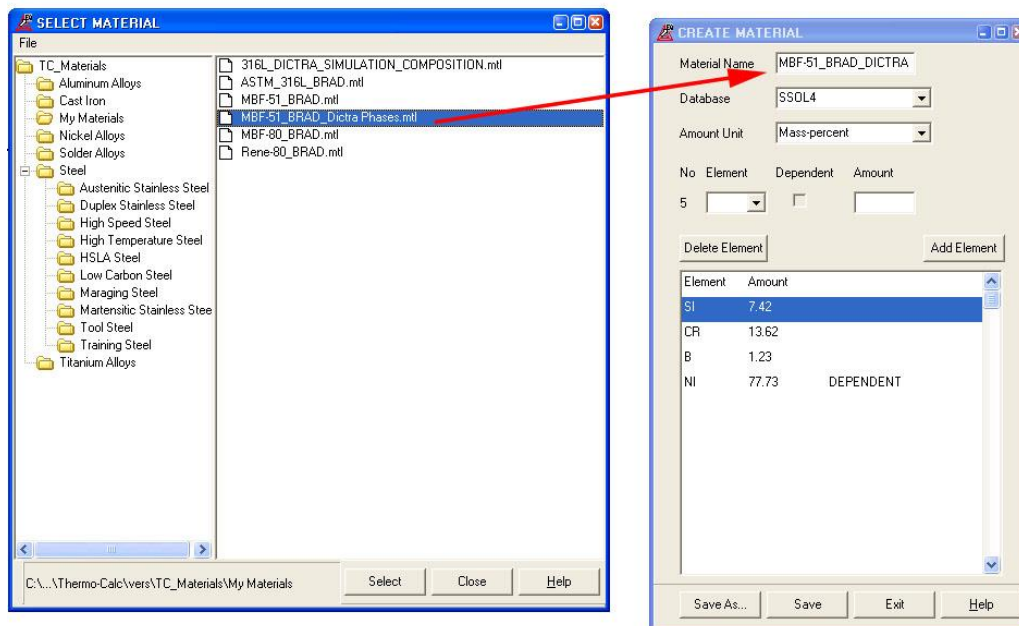 SELECT MATERIAL
File
TC_Materials
Aluminum Alloys
Cast Iron
My Materials
Nickel Alloys
Solder Alloys
Steel
Austenitic Stainless Steel
Duplex Stainless Steel
High Speed Steel
High Temperature Steel
HSLA Steel
Low Carbon Steel
Maraging Steel
Martensitic Stainless Stee
Tool Steel
Training Steel
Titanium Alloys
316L_DICTRA_SIMULATION_COMPOSITION.mtl
ASTM_316L_BRAD.mtl
MBF-51_BRAD.mtl
MBF-51_BRAD_Dictra Phases.mtl
MBF-80_BRAD.mtl
Rene-80_BRAD.mtl
C:\...\Thermo-Calc\vers\TC_Materials\My Materials
Select Close Help
CREATE MATERIAL
Material Name MBF-51_BRAD_DICTRA
Database SSOL4
Amount Unit Mass-percent
No Element Dependent Amount
5
Delete Element Add Element
Element Amount
SI 7.42
CR 13.62
B 1.23
NI 77.73 DEPENDENT
Save As... Save Exit Help